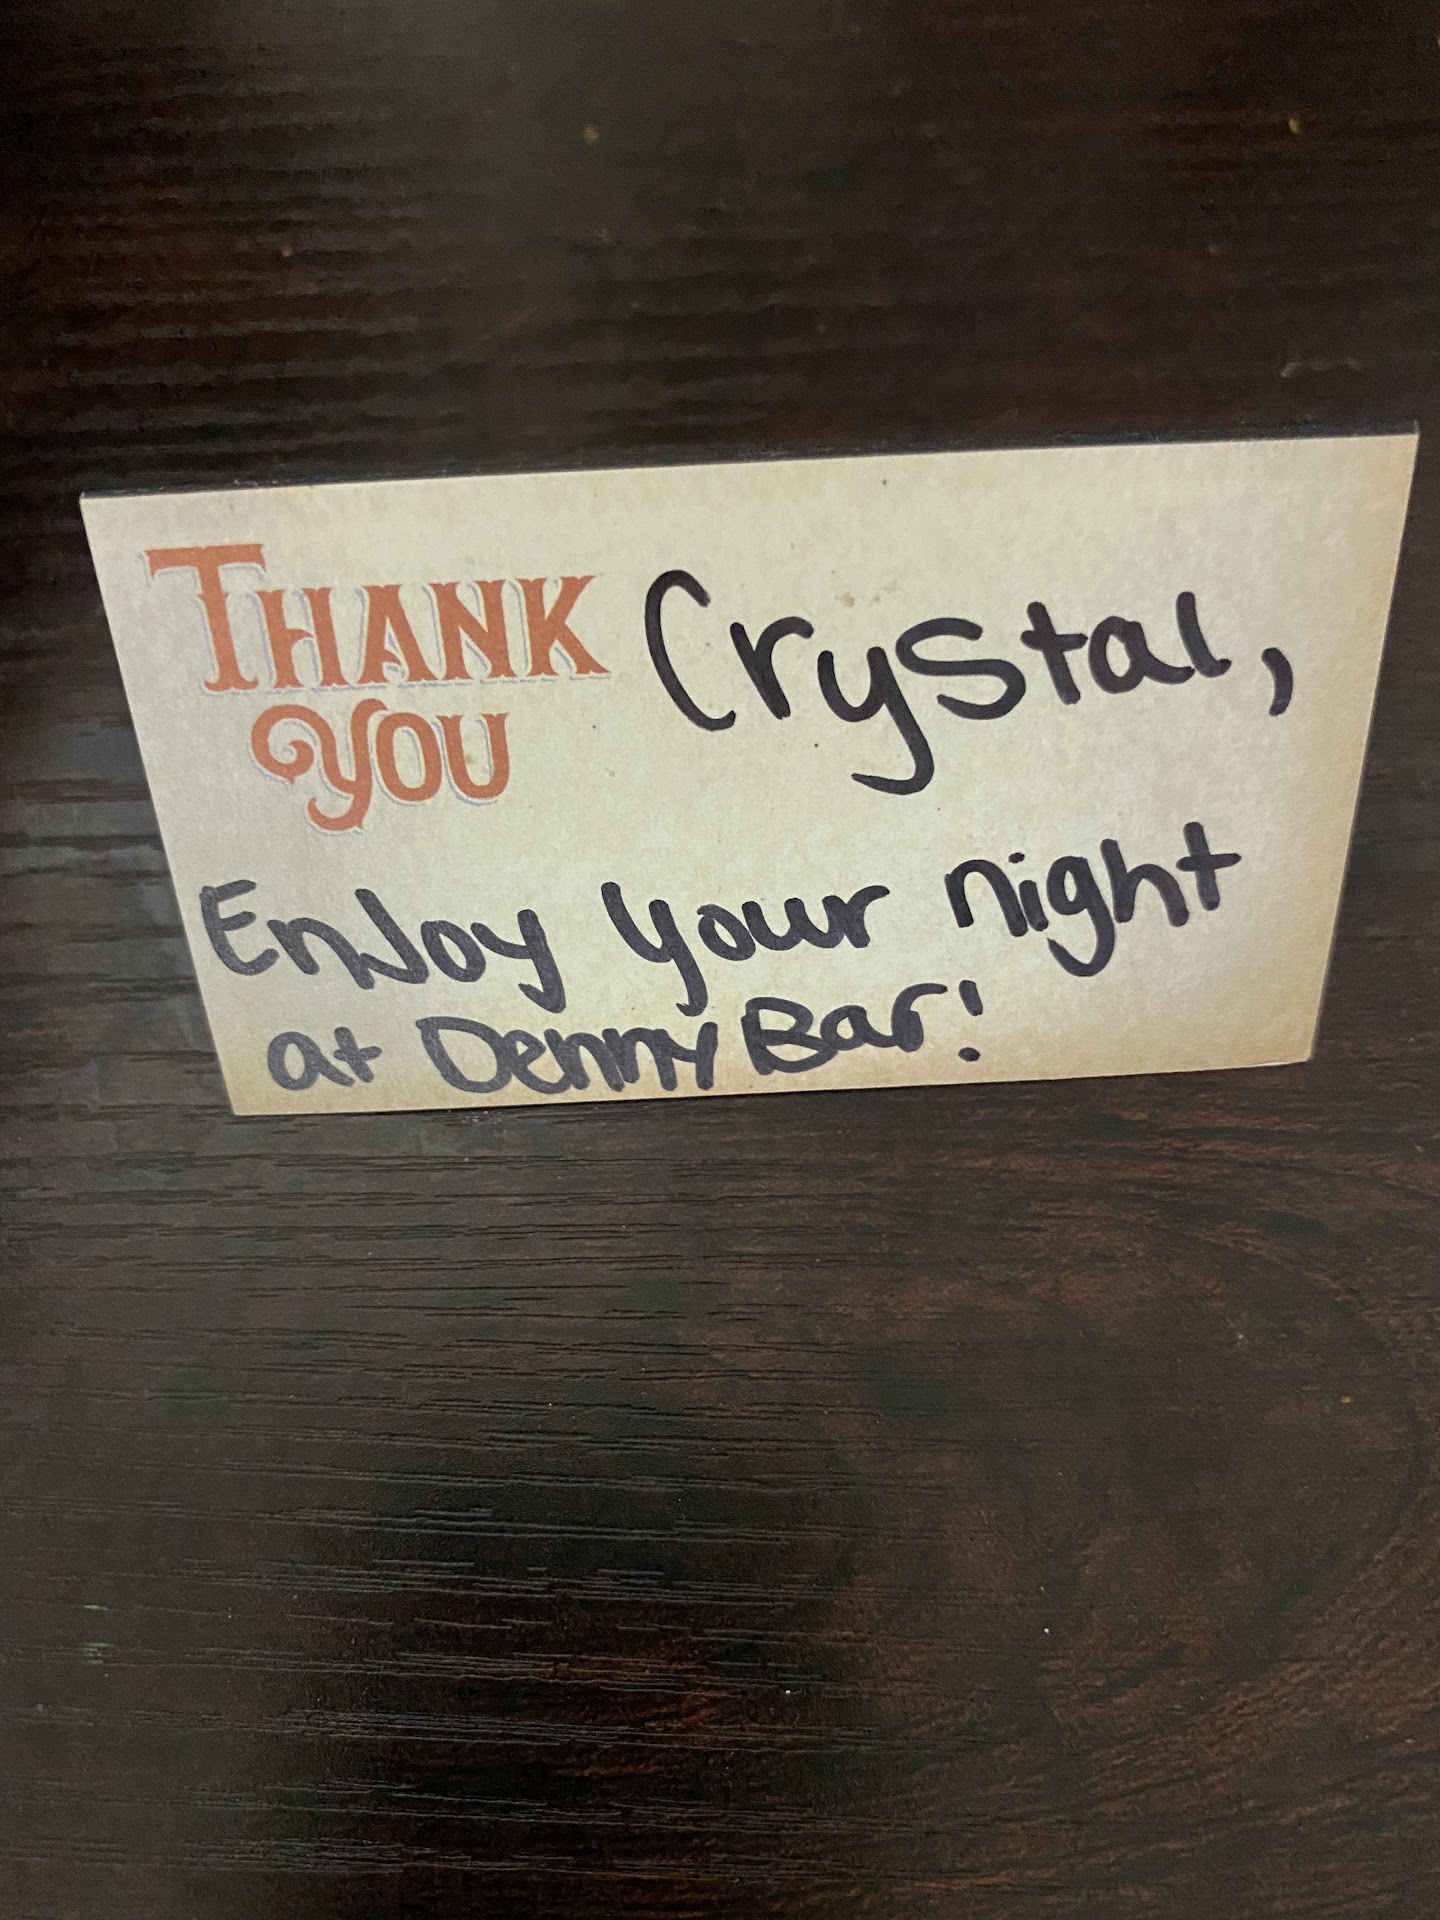 THANK Crystal,
YOU
Enjoy your night
at Denny Bar!